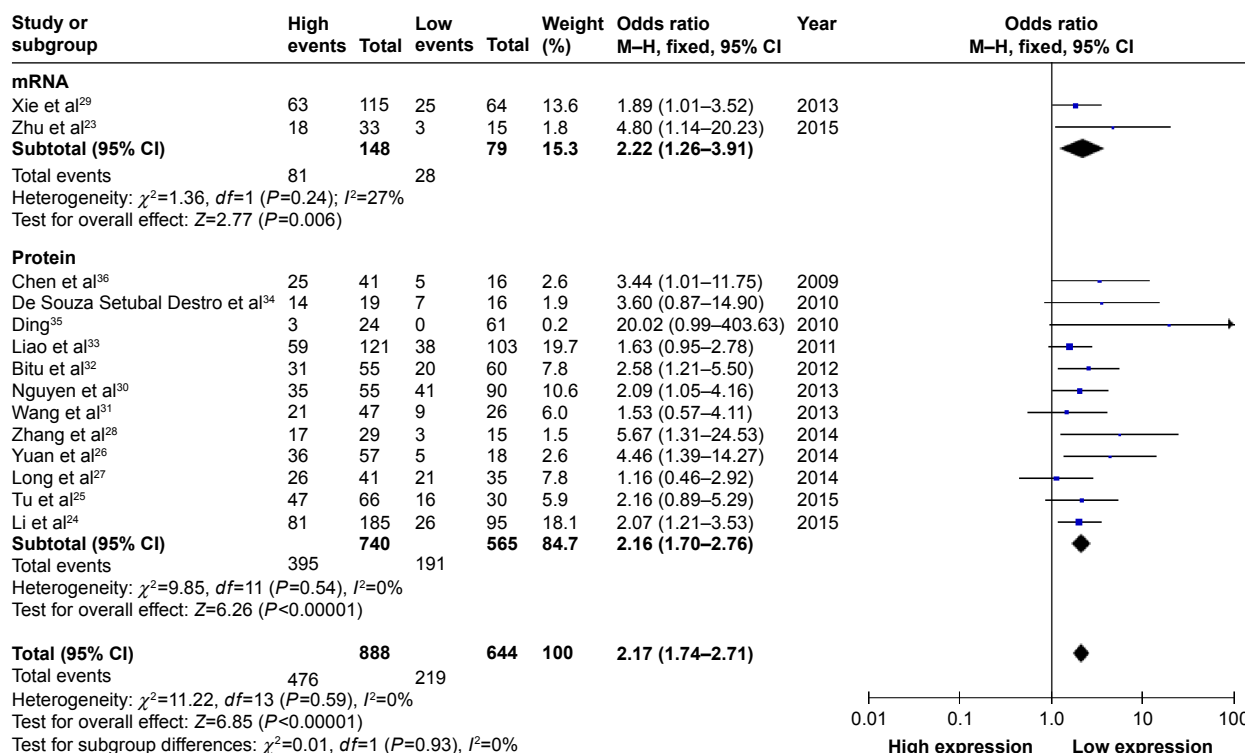 Study or subgroup High events Total Low events Total Weight (%) Odds ratio M–H, fixed, 95% CI Year Odds ratio M–H, fixed, 95% CI
mRNA
Xie et al29 63 115 25 64 13.6 1.89 (1.01–3.52) 2013
Zhu et al23 18 33 3 15 1.8 4.80 (1.14–20.23) 2015
Subtotal (95% CI) 148 79 15.3 2.22 (1.26–3.91)
Total events 81 28
Heterogeneity: χ2=1.36, df=1 (P=0.24); I2=27%
Test for overall effect: Z=2.77 (P=0.006)
Protein
Chen et al36 25 41 5 16 2.6 3.44 (1.01–11.75) 2009
De Souza Setubal Destro et al34 14 19 7 16 1.9 3.60 (0.87–14.90) 2010
Ding35 3 24 0 61 0.2 20.02 (0.99–403.63) 2010
Liao et al33 59 121 38 103 19.7 1.63 (0.95–2.78) 2011
Bitu et al32 31 55 20 60 7.8 2.58 (1.21–5.50) 2012
Nguyen et al30 35 55 41 90 10.6 2.09 (1.05–4.16) 2013
Wang et al31 21 47 9 26 6.0 1.53 (0.57–4.11) 2013
Zhang et al28 17 29 3 15 1.5 5.67 (1.31–24.53) 2014
Yuan et al26 36 57 5 18 2.6 4.46 (1.39–14.27) 2014
Long et al27 26 41 21 35 7.8 1.16 (0.46–2.92) 2014
Tu et al25 47 66 16 30 5.9 2.16 (0.89–5.29) 2015
Li et al24 81 185 26 95 18.1 2.07 (1.21–3.53) 2015
Subtotal (95% CI) 740 565 84.7 2.16 (1.70–2.76)
Total events 395 191
Heterogeneity: χ2=9.85, df=11 (P=0.54), I2=0%
Test for overall effect: Z=6.26 (P<0.00001)
Total (95% CI) 888 644 100 2.17 (1.74–2.71)
Total events 476 219
Heterogeneity: χ2=11.22, df=13 (P=0.59), I2=0%
Test for overall effect: Z=6.85 (P<0.00001)
Test for subgroup differences: χ2=0.01, df=1 (P=0.93), I2=0%
0.01 0.1 1.0 10 100
High expression Low expression